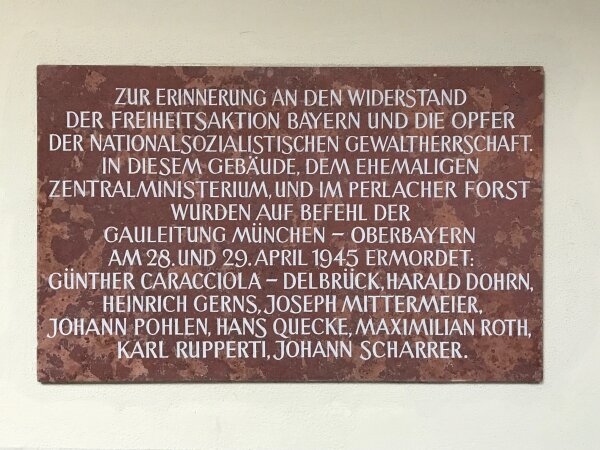 ZUR ERINNERUNG AN DEN WIDERSTAND
DER FREIHEITSAKTION BAYERN UND DIE OPFER
DER NATIONALSOZIALISTISCHEN GEWALTHERRSCHAFT.
IN DIESEM GEBÄUDE, DEM EHEMALIGEN
ZENTRALMINISTERIUM, UND IM PERLACHER FORST
WURDEN AUF BEFEHL DER
GAULEITUNG MÜNCHEN – OBERBAYERN
AM 28. UND 29. APRIL 1945 ERMORDET:
GÜNTHER CARACCIOLA – DELBRÜCK, HARALD DOHRN,
HEINRICH GERNS, JOSEPH MITTERMEIER,
JOHANN POHLEN, HANS QUECKE, MAXIMILIAN ROTH,
KARL RUPPERTI, JOHANN SCHARRER.